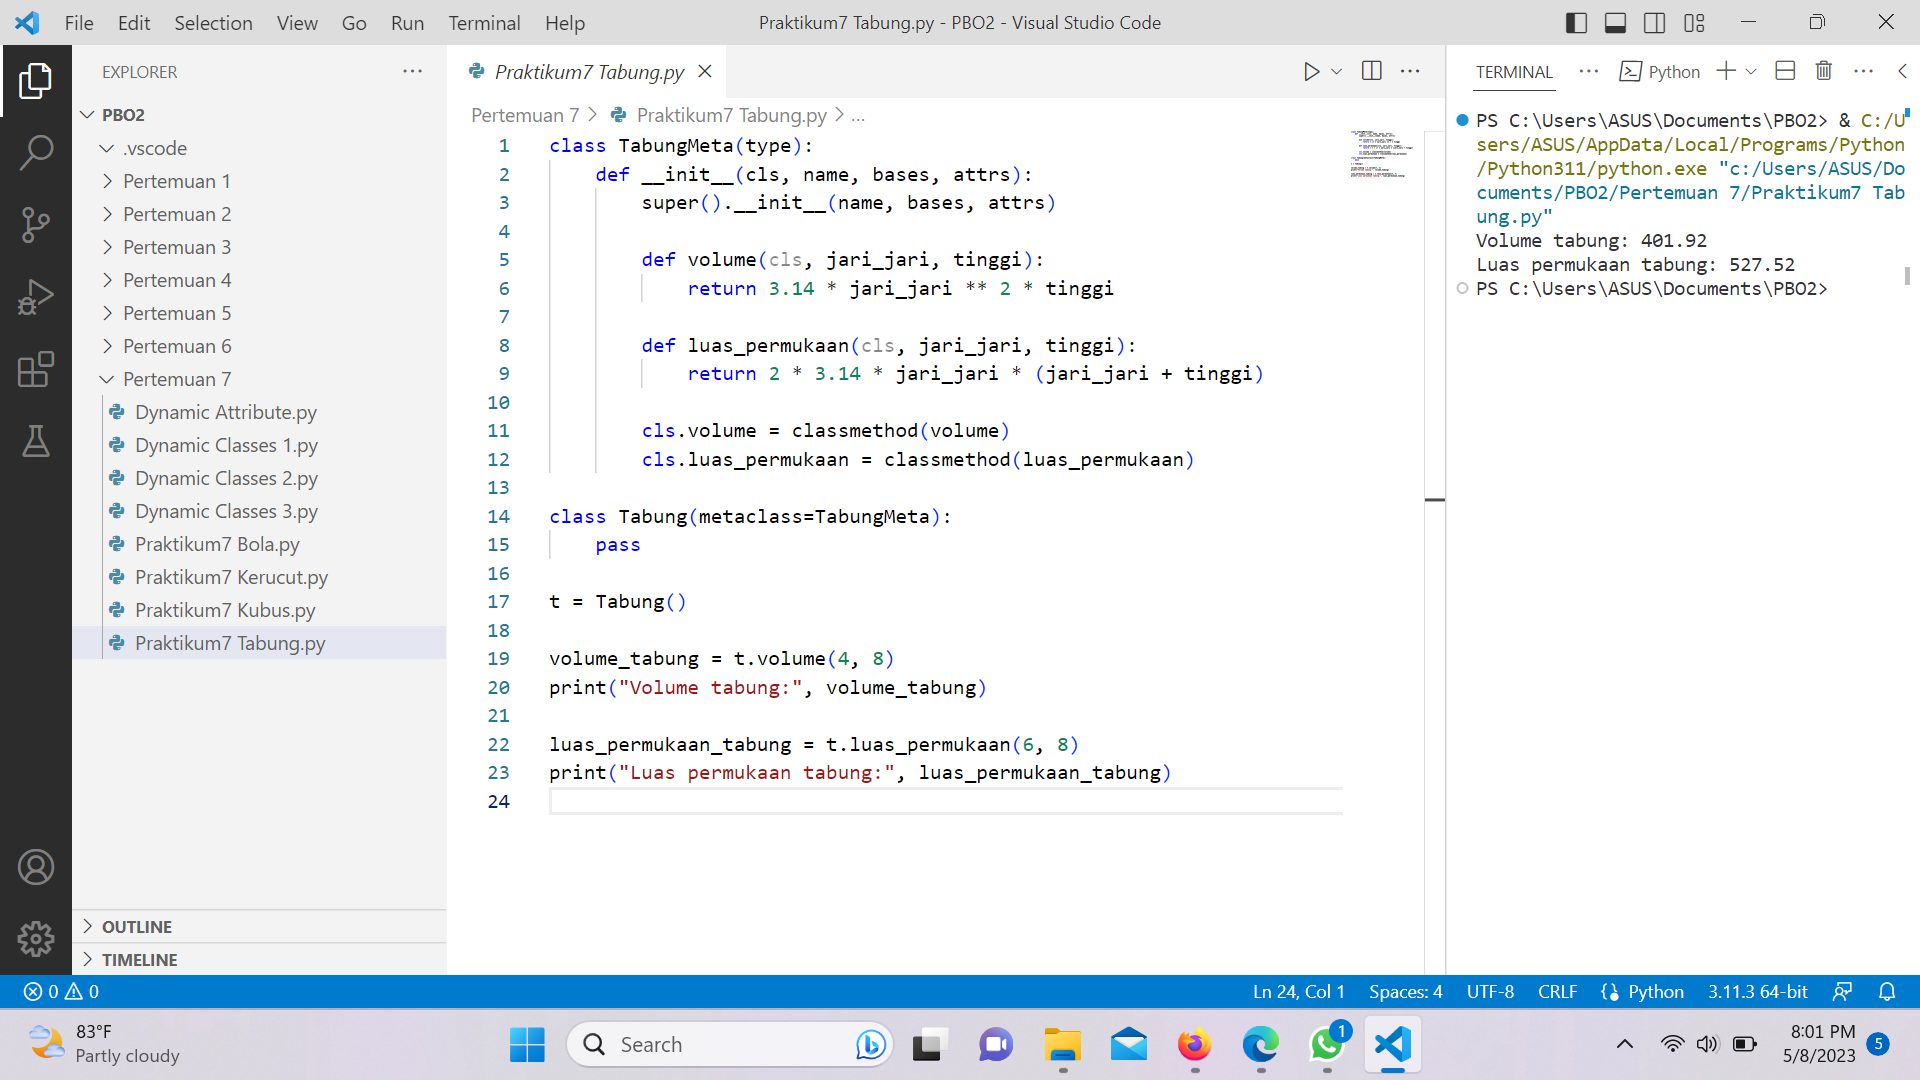 File Edit Selection View Go Run Terminal Help
Praktikum7 Tabung.py - PBO2 - Visual Studio Code
EXPLORER
PBO2
.vscode
Pertemuan 1
Pertemuan 2
Pertemuan 3
Pertemuan 4
Pertemuan 5
Pertemuan 6
Pertemuan 7
Dynamic Attribute.py
Dynamic Classes 1.py
Dynamic Classes 2.py
Dynamic Classes 3.py
Praktikum7 Bola.py
Praktikum7 Kerucut.py
Praktikum7 Kubus.py
Praktikum7 Tabung.py
OUTLINE
TIMELINE
Praktikum7 Tabung.py
Pertemuan 7 > Praktikum7 Tabung.py > ...
1 class TabungMeta(type):
2     def __init__(cls, name, bases, attrs):
3         super().__init__(name, bases, attrs)
4
5         def volume(cls, jari_jari, tinggi):
6             return 3.14 * jari_jari ** 2 * tinggi
7
8         def luas_permukaan(cls, jari_jari, tinggi):
9             return 2 * 3.14 * jari_jari * (jari_jari + tinggi)
10
11         cls.volume = classmethod(volume)
12         cls.luas_permukaan = classmethod(luas_permukaan)
13
14 class Tabung(metaclass=TabungMeta):
15     pass
16
17 t = Tabung()
18
19 volume_tabung = t.volume(4, 8)
20 print("Volume tabung:", volume_tabung)
21
22 luas_permukaan_tabung = t.luas_permukaan(6, 8)
23 print("Luas permukaan tabung:", luas_permukaan_tabung)
24
TERMINAL
Python
PS C:\Users\ASUS\Documents\PBO2> & C:/U
sers/ASUS/AppData/Local/Programs/Python
/Python311/python.exe "c:/Users/ASUS/Do
cuments/PBO2/Pertemuan 7/Praktikum7 Tab
ung.py"
Volume tabung: 401.92
Luas permukaan tabung: 527.52
PS C:\Users\ASUS\Documents\PBO2>
0 0
Ln 24, Col 1
Spaces: 4
UTF-8
CRLF
Python
3.11.3 64-bit
83°F
Partly cloudy
Search
1
8:01 PM
5/8/2023
5